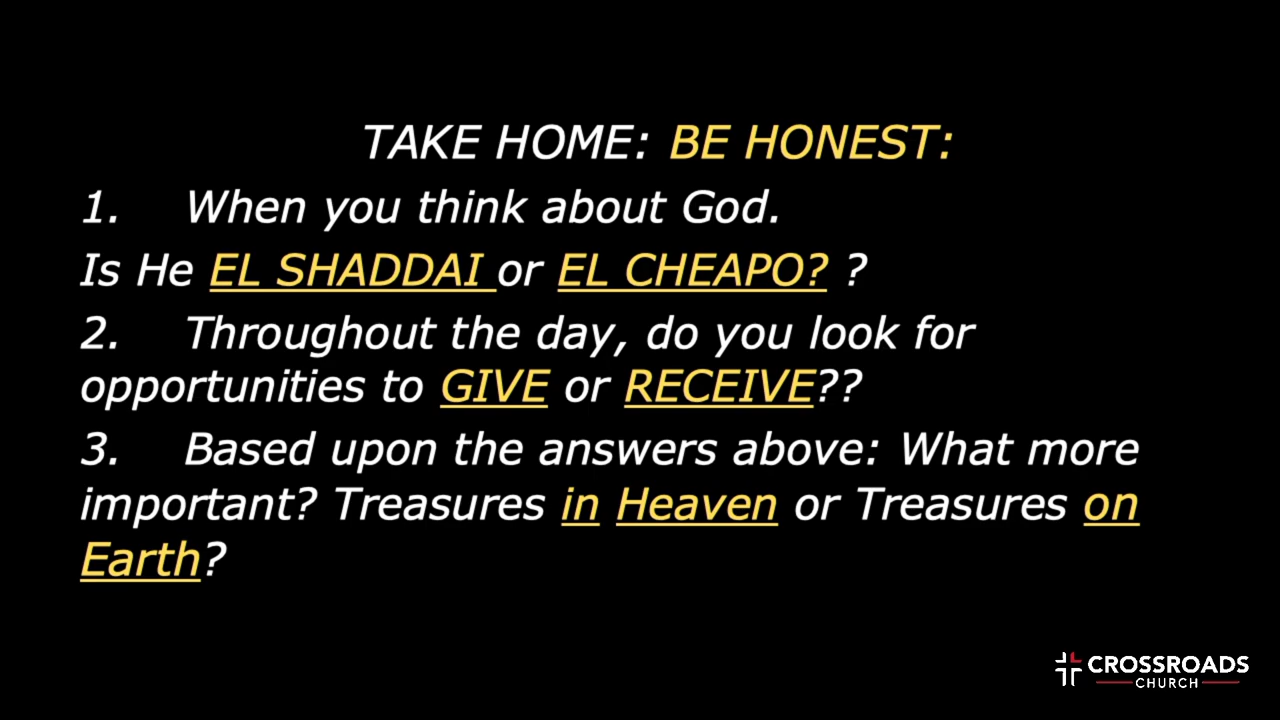 TAKE HOME: BE HONEST:
1. When you think about God.
Is He EL SHADDAI or EL CHEAPO? ?
2. Throughout the day, do you look for
opportunities to GIVE or RECEIVE??
3. Based upon the answers above: What more
important? Treasures in Heaven or Treasures on
Earth?
CROSSROADS
CHURCH